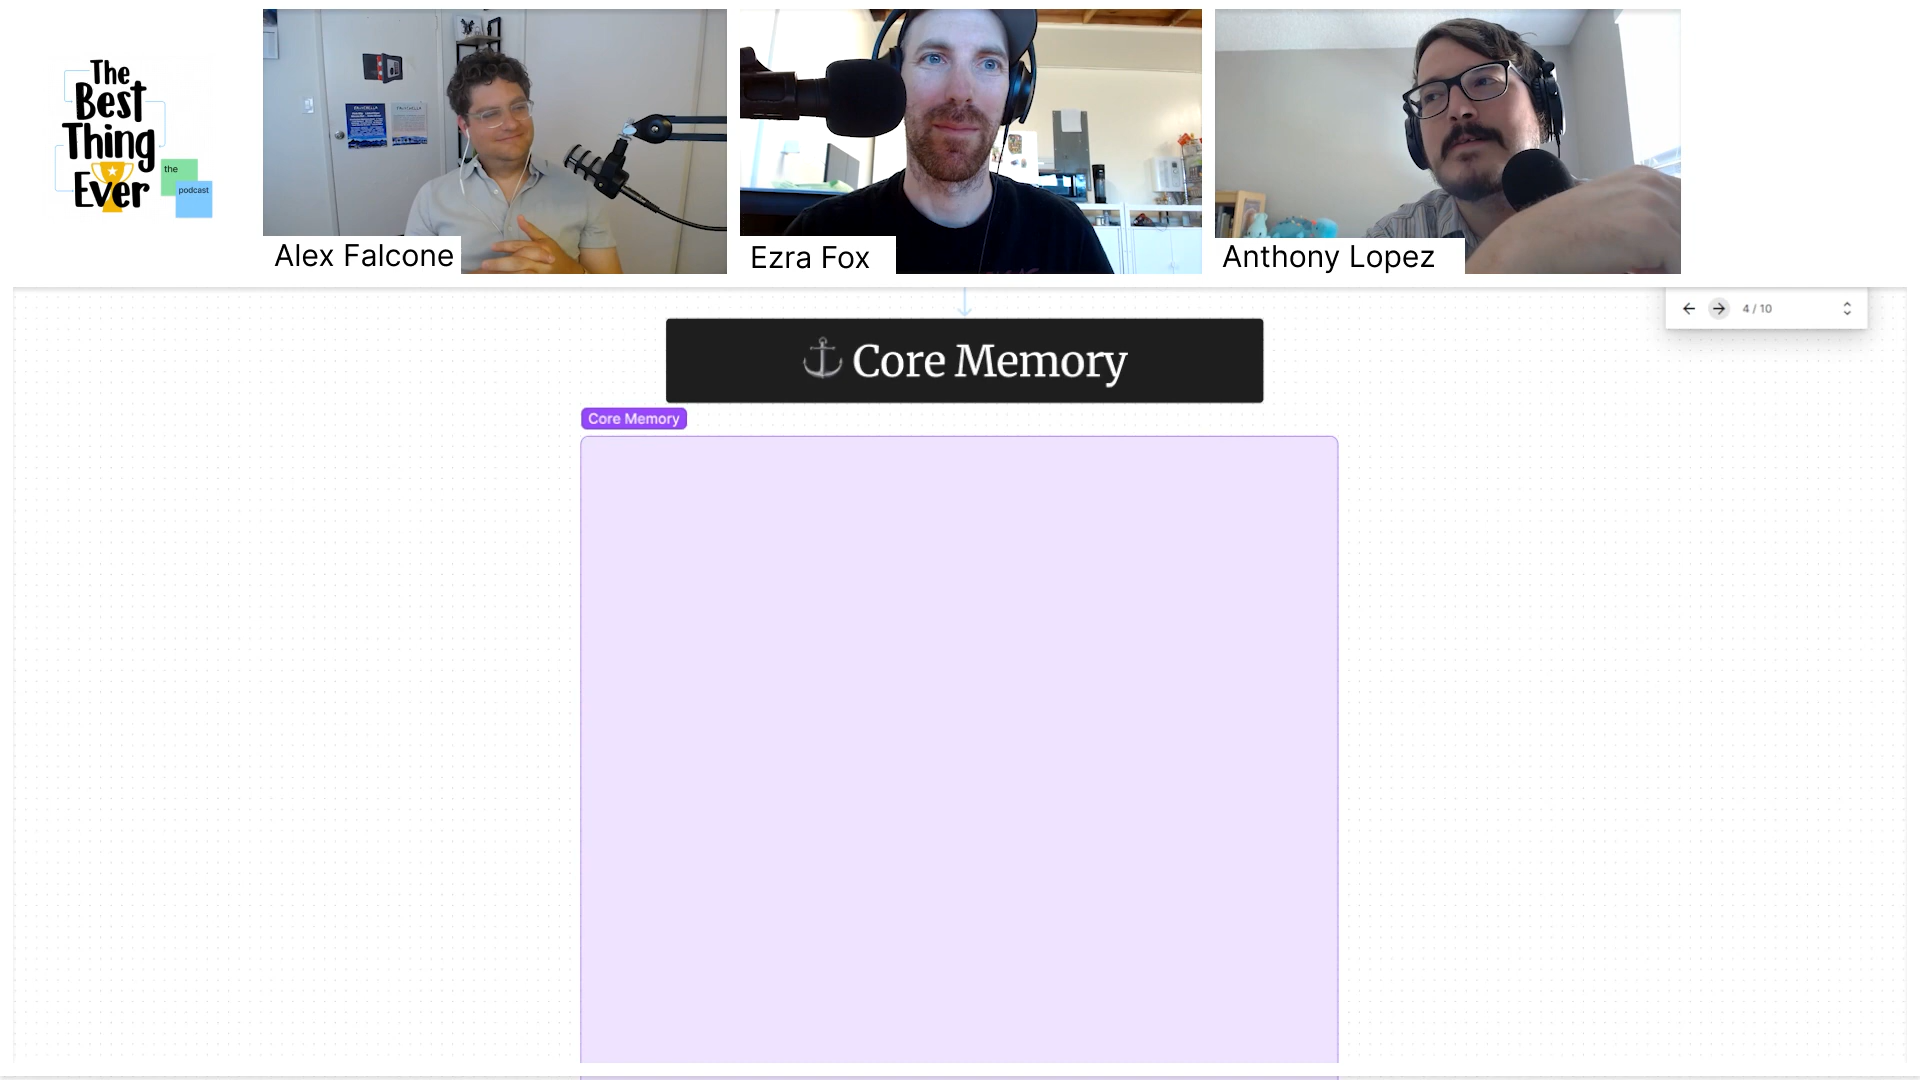 The
Best
Thing
Ever
the
podcast
Alex Falcone
Ezra Fox
Anthony Lopez
4 / 10
Core Memory
Core Memory